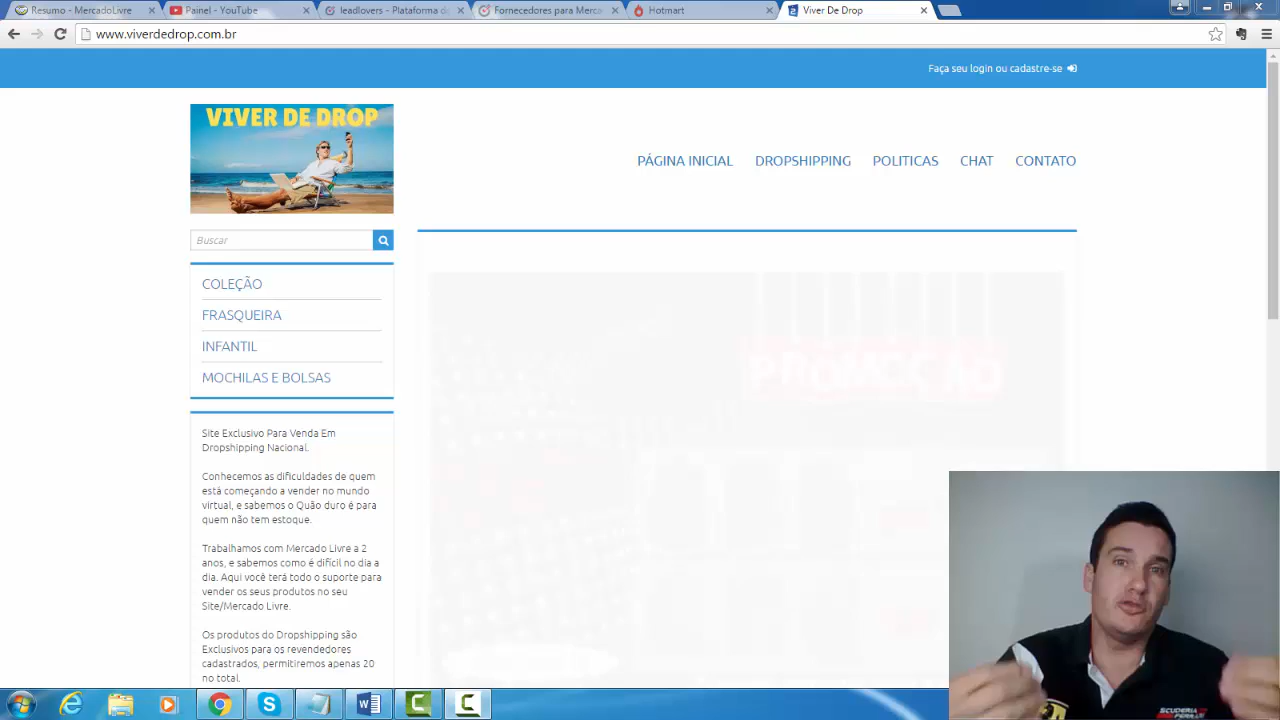 Resumo - MercadoLivre
Painel - YouTube
leadlovers - Plataforma de
Fornecedores para Merca
Hotmart
Viver De Drop
www.viverdedrop.com.br
Faça seu login ou cadastre-se
VIVER DE DROP
PÁGINA INICIAL DROPSHIPPING POLITICAS CHAT CONTATO
Buscar
COLEÇÃO
FRASQUEIRA
INFANTIL
MOCHILAS E BOLSAS
PROMOÇÃO
Site Exclusivo Para Venda Em
Dropshipping Nacional.
Conhecemos as dificuldades de quem
está começando a vender no mundo
virtual, e sabemos o Quão duro é para
quem não tem estoque.
Trabalhamos com Mercado Livre a 2
anos, e sabemos como é difícil no dia a
dia. Aqui você terá todo o suporte para
vender os seus produtos no seu
Site/Mercado Livre.
Os produtos do Dropshipping são
Exclusivos para os revendedores
cadastrados, permitiremos apenas 20
no total.
SCUDERIA